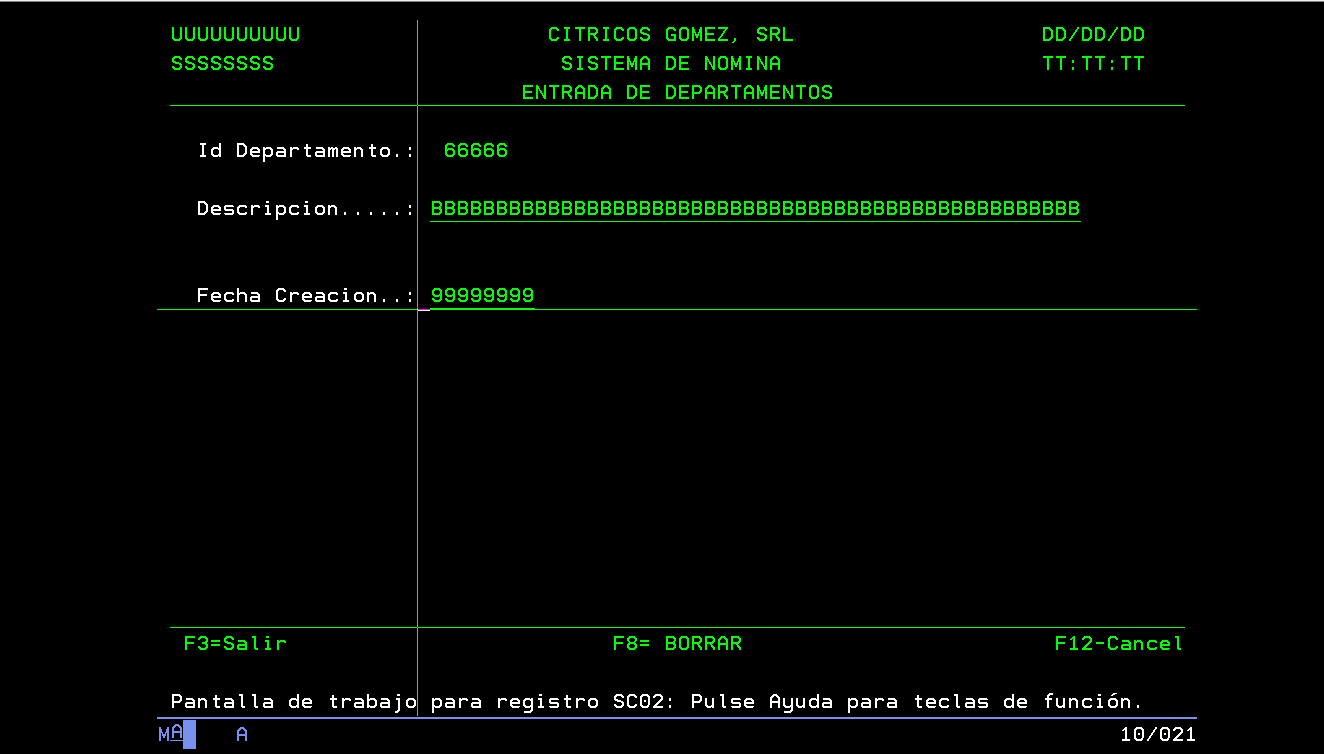 UUUUUUUUUU CITRICOS GOMEZ, SRL DD/DD/DD
SSSSSSSS SISTEMA DE NOMINA TT:TT:TT
ENTRADA DE DEPARTAMENTOS
Id Departamento.: 66666
Descripcion.....: BBBBBBBBBBBBBBBBBBBBBBBBBBBBBBBBBBBBBBBBBBBBBBBBBB
Fecha Creacion..: 99999999
F3=Salir F8= BORRAR F12-Cancel
Pantalla de trabajo para registro SC02: Pulse Ayuda para teclas de función.
MA A 10/021